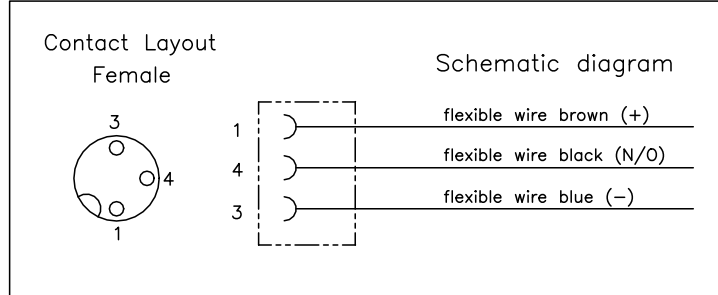 Contact Layout
Female
3
4
1
Schematic diagram
1 flexible wire brown (+)
4 flexible wire black (N/O)
3 flexible wire blue (-)